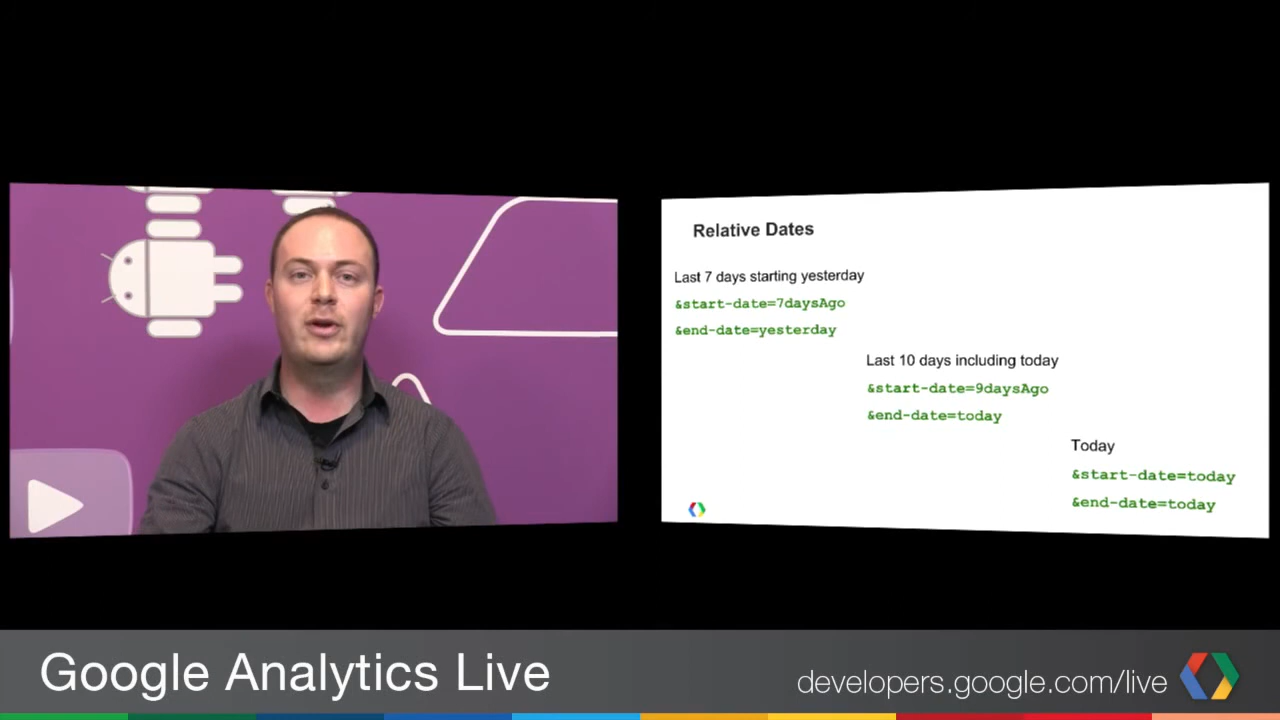 Relative Dates
Last 7 days starting yesterday
&start-date=7daysAgo
&end-date=yesterday
Last 10 days including today
&start-date=9daysAgo
&end-date=today
Today
&start-date=today
&end-date=today
Google Analytics Live
developers.google.com/live